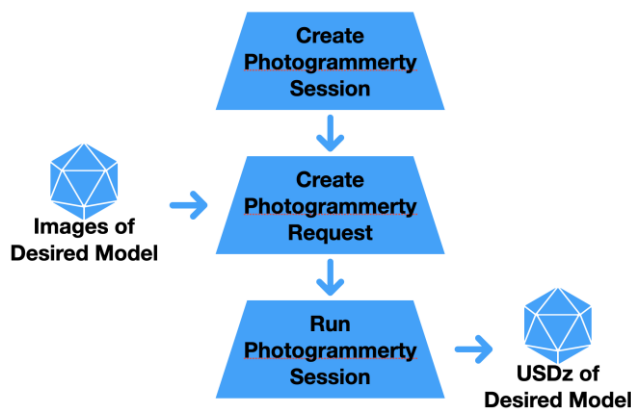 Create
Photogrammerty
Session
Create
Photogrammerty
Request
Images of
Desired Model
Run
Photogrammerty
Session
USDz of
Desired Model